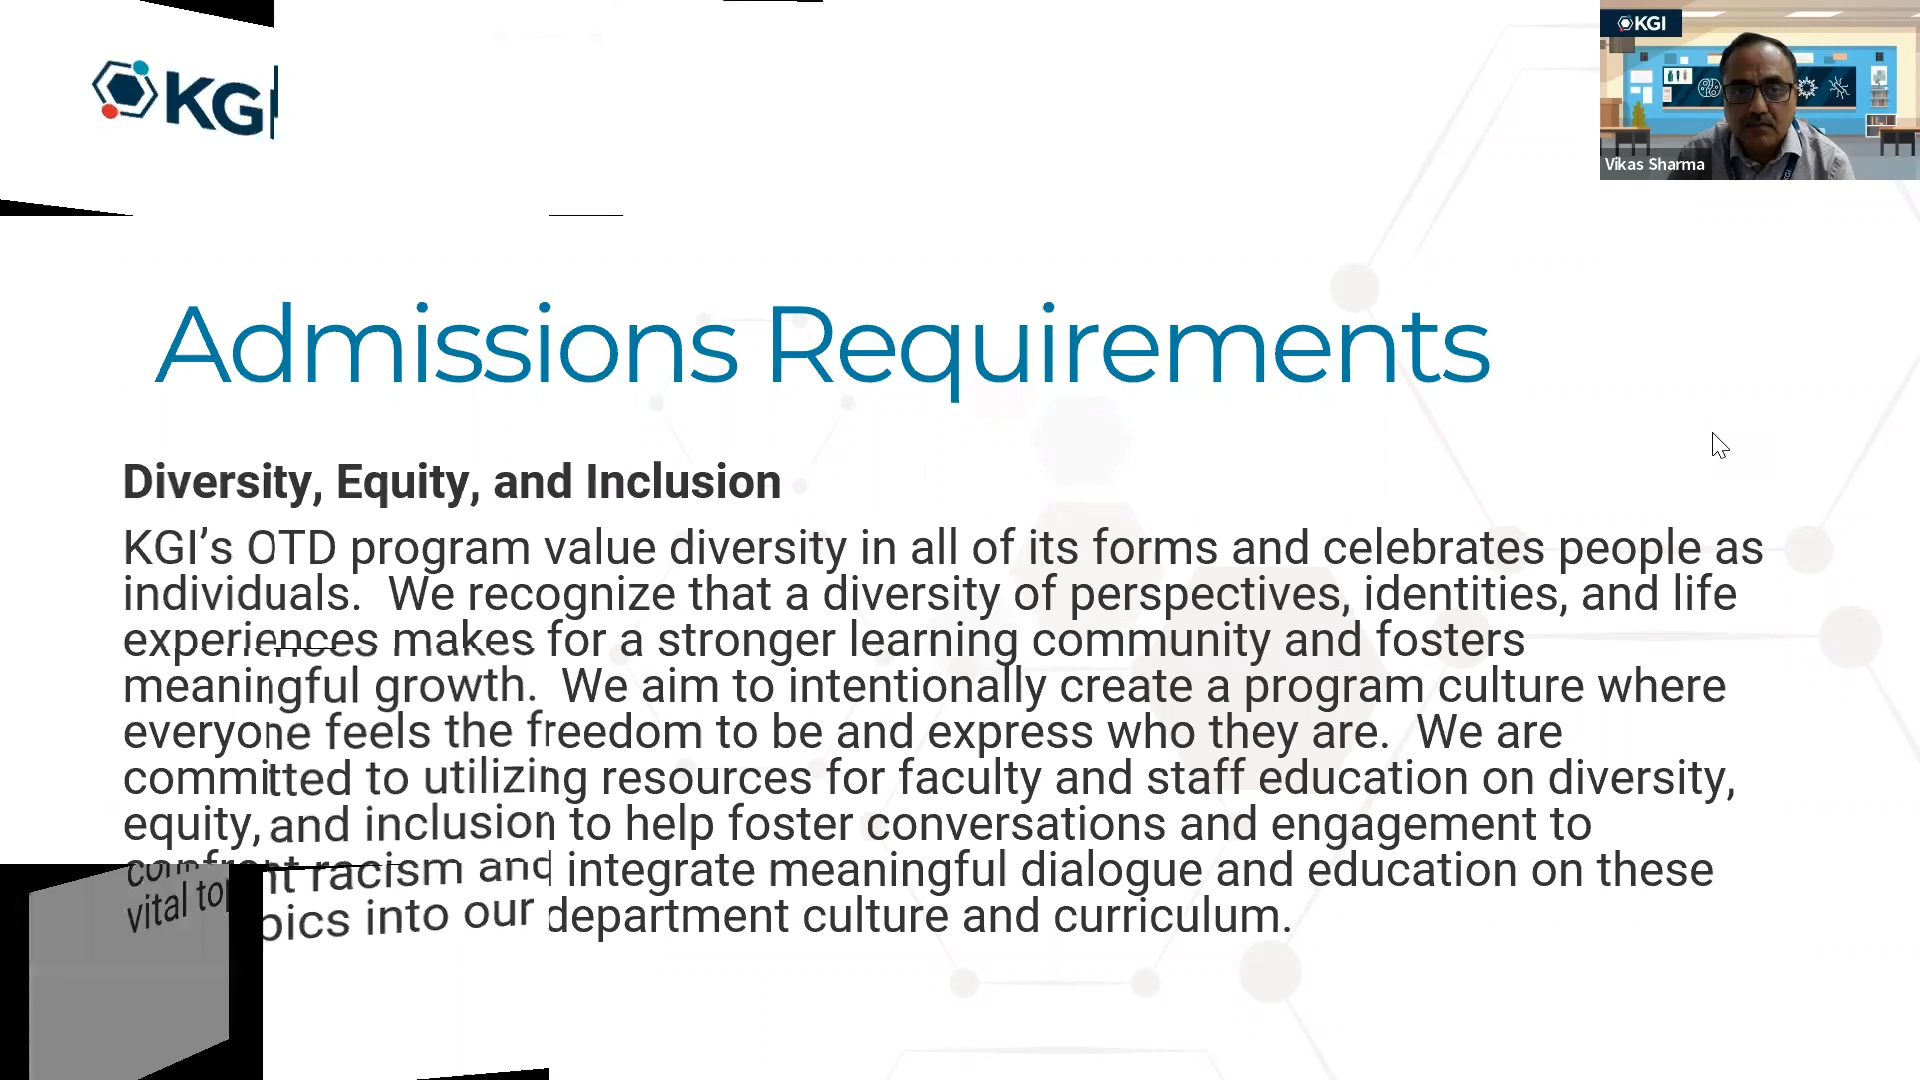 KGI
KGI
Vikas Sharma
Admissions Requirements
Diversity, Equity, and Inclusion
KGI’s OTD program value diversity in all of its forms and celebrates people as
individuals.  We recognize that a diversity of perspectives, identities, and life
experiences makes for a stronger learning community and fosters
meaningful growth.  We aim to intentionally create a program culture where
everyone feels the freedom to be and express who they are.  We are
committed to utilizing resources for faculty and staff education on diversity,
equity, and inclusion to help foster conversations and engagement to
confront racism and integrate meaningful dialogue and education on these
vital topics into our department culture and curriculum.